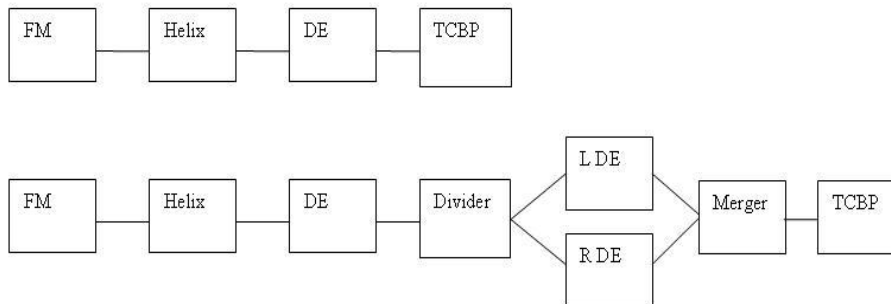 FM
Helix
DE
TCBP
FM
Helix
DE
Divider
L DE
R DE
Merger
TCBP